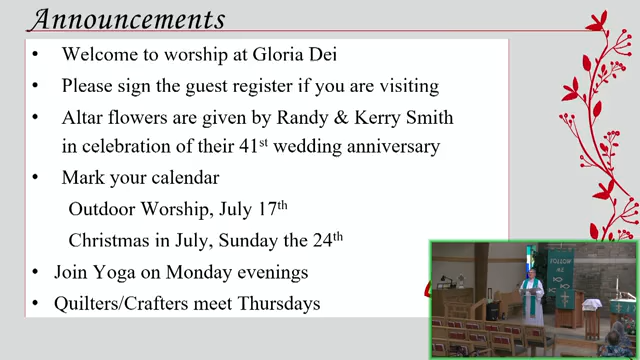 Announcements
• Welcome to worship at Gloria Dei
• Please sign the guest register if you are visiting
• Altar flowers are given by Randy & Kerry Smith
in celebration of their 41st wedding anniversary
• Mark your calendar
Outdoor Worship, July 17th
Christmas in July, Sunday the 24th
• Join Yoga on Monday evenings
• Quilters/Crafters meet Thursdays
FOLLOW
ME